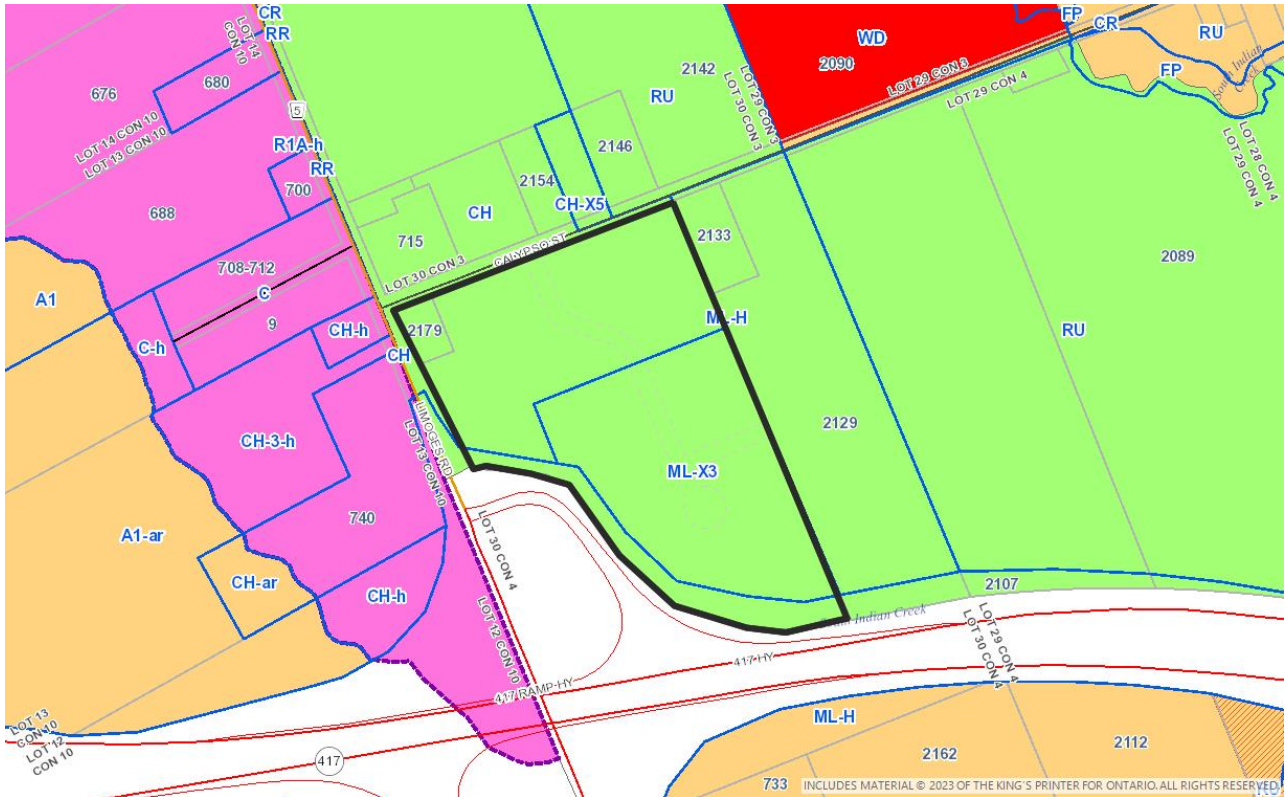 CR
RR
LOT 14
CON 10
676
680
5
LOT 14 CON 10
LOT 13 CON 10
R1A-h
RR
700
688
708-712
C
9
A1
C-h
CH-h
CH
CH-3-h
740
A1-ar
CH-ar
CH-h
LOT 13
CON 10
LOT 12
CON 10
LIMOGES RD
LOT 13 CON 10
LOT 30 CON 4
LOT 12 CON 10
2142
RU
2146
2154
CH
CH-X5
715
LOT 30 CON 3
CALYPSO ST
2179
2133
ML-H
ML-X3
2129
LOT 29 CON 3
LOT 30 CON 3
WD
2090
LOT 29 CON 3
LOT 29 CON 4
FP
CR
RU
FP
South Indian
Creek
LOT 28 CON 4
LOT 29 CON 4
2089
RU
2107
South Indian Creek
LOT 29 CON 4
LOT 30 CON 4
417 HY
417 RAMP HY
417
ML-H
2162
2112
733
RU
INCLUDES MATERIAL © 2023 OF THE KING'S PRINTER FOR ONTARIO. ALL RIGHTS RESERVED.